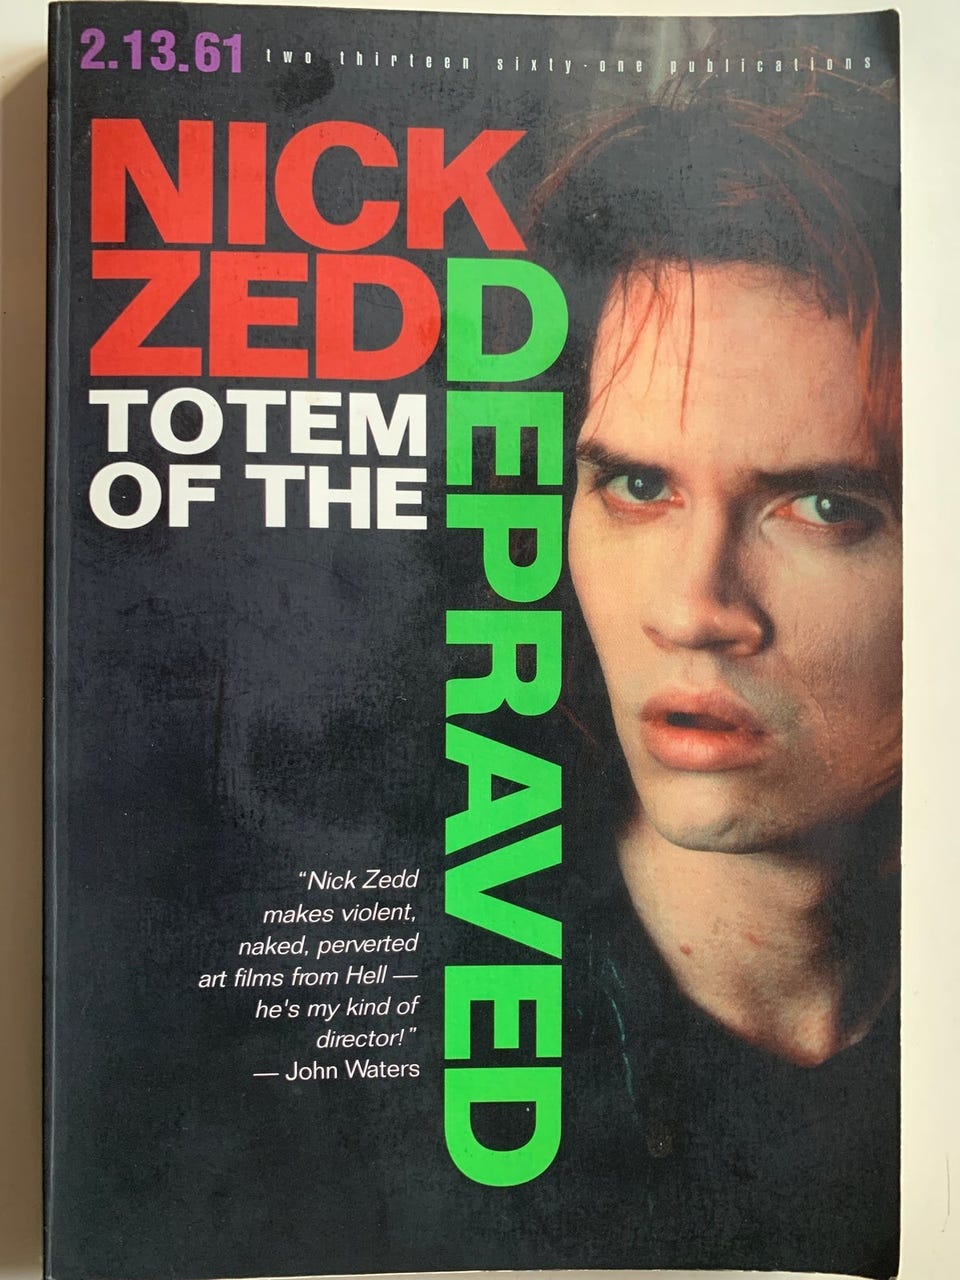 2.13.61 two thirteen sixty-one publications
NICK
ZED
TOTEM
OF THE
DEPRAVED
“Nick Zedd
makes violent,
naked, perverted
art films from Hell —
he's my kind of
director!”
— John Waters